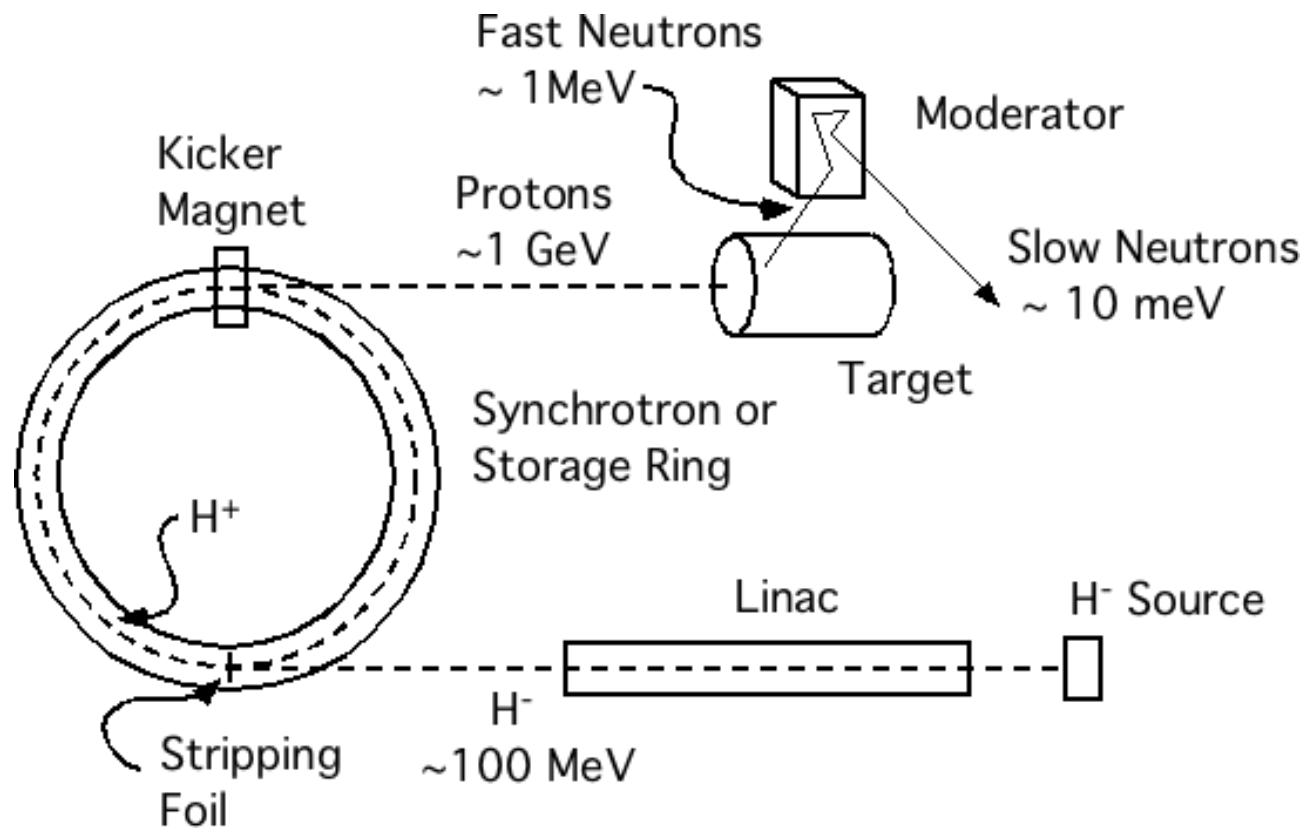 Fast Neutrons
~ 1MeV
Moderator
Kicker
Magnet
Protons
~1 GeV
Slow Neutrons
~ 10 meV
Target
Synchrotron or
Storage Ring
H⁺
Linac
H⁻ Source
H⁻
~100 MeV
Stripping
Foil